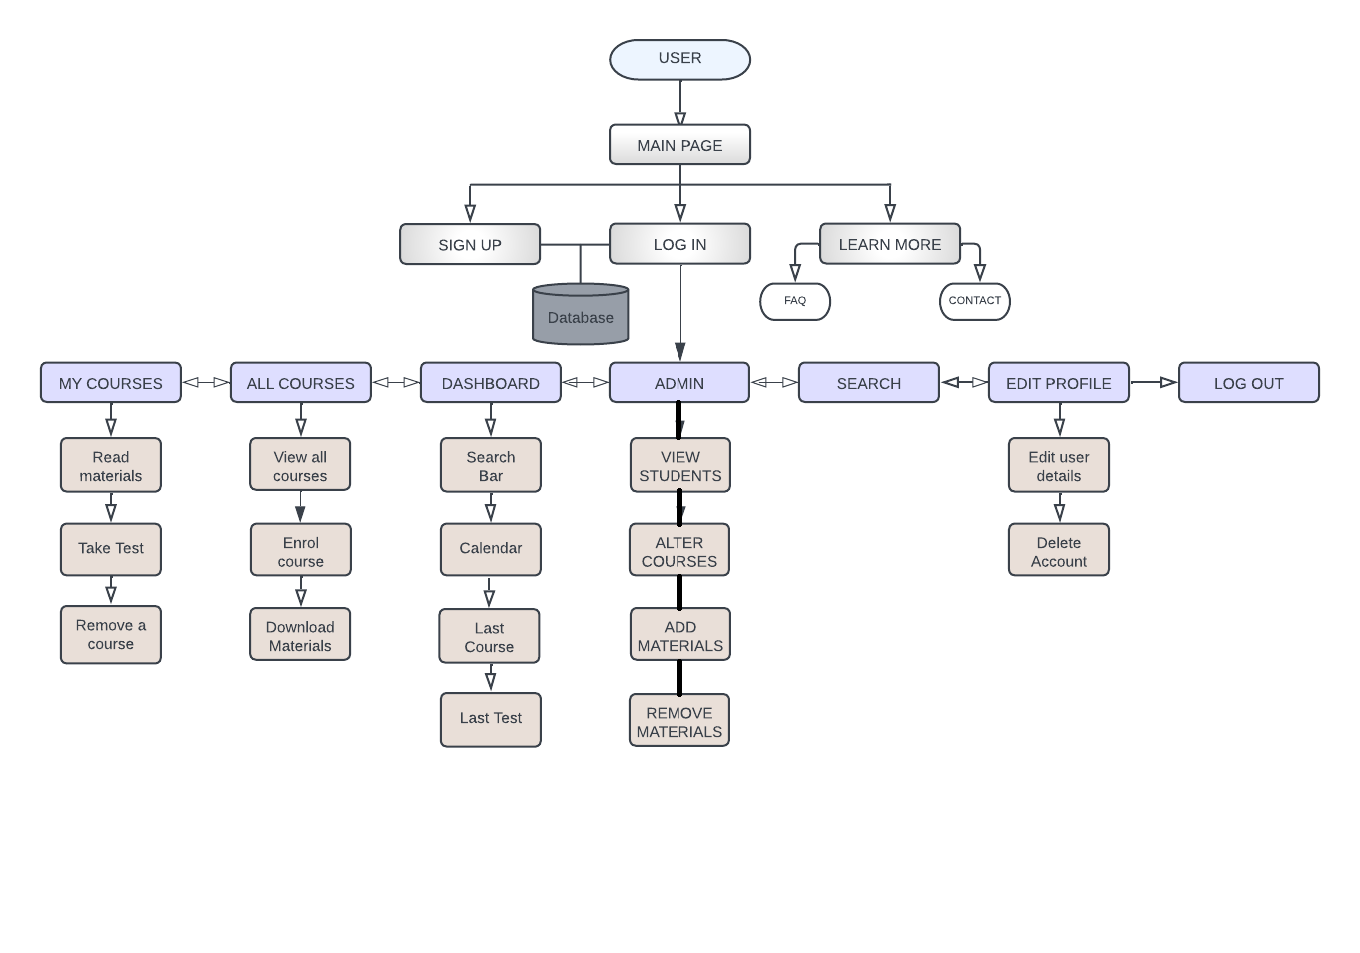 USER
MAIN PAGE
SIGN UP
LOG IN
LEARN MORE
FAQ
CONTACT
Database
MY COURSES
ALL COURSES
DASHBOARD
ADMIN
SEARCH
EDIT PROFILE
LOG OUT
Read
materials
View all
courses
Search
Bar
VIEW
STUDENTS
Edit user
details
Take Test
Enrol
course
Calendar
ALTER
COURSES
Delete
Account
Remove a
course
Download
Materials
Last
Course
ADD
MATERIALS
Last Test
REMOVE
MATERIALS